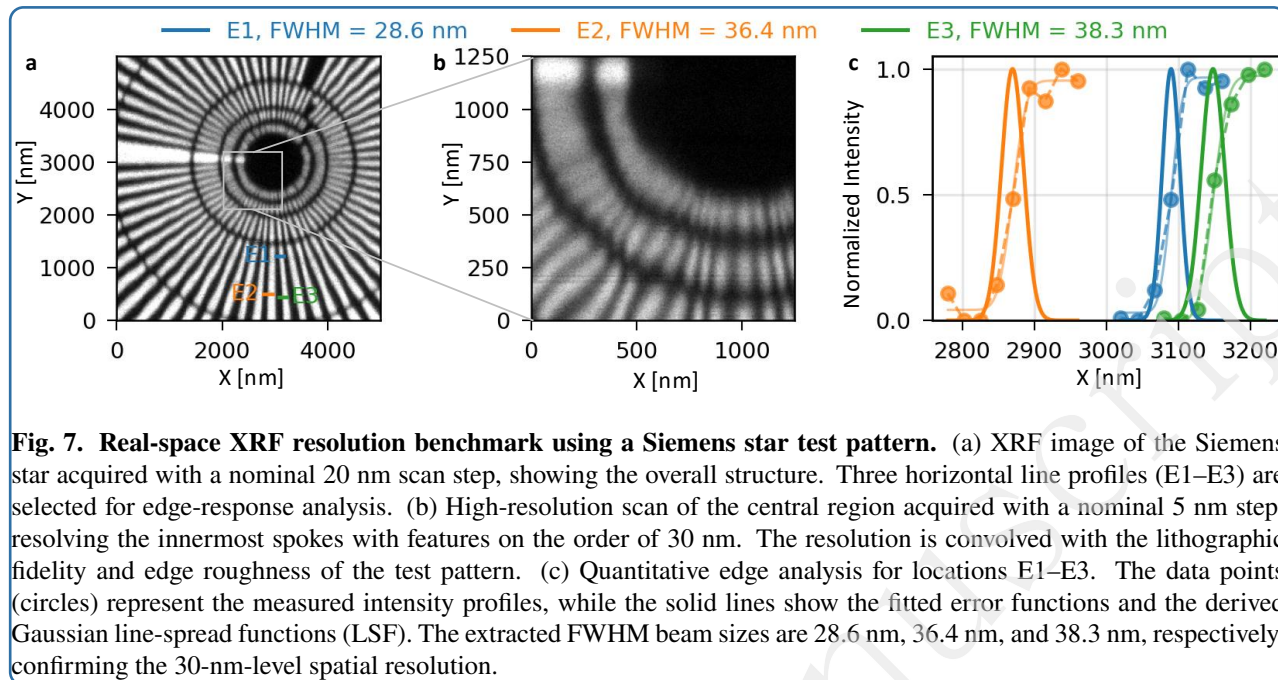 E1, FWHM = 28.6 nm
E2, FWHM = 36.4 nm
E3, FWHM = 38.3 nm
a
Y [nm]
4000
3000
2000
1000
0
E1
E2
E3
0
2000
4000
X [nm]
b
1250
1000
750
500
250
0
Y [nm]
0
500
1000
X [nm]
c
Normalized Intensity
1.0
0.5
0.0
2800
2900
3000
3100
3200
X [nm]
Fig. 7. Real-space XRF resolution benchmark using a Siemens star test pattern. (a) XRF image of the Siemens
star acquired with a nominal 20 nm scan step, showing the overall structure. Three horizontal line profiles (E1–E3) are
selected for edge-response analysis. (b) High-resolution scan of the central region acquired with a nominal 5 nm step
resolving the innermost spokes with features on the order of 30 nm. The resolution is convolved with the lithographic
fidelity and edge roughness of the test pattern. (c) Quantitative edge analysis for locations E1–E3. The data points
(circles) represent the measured intensity profiles, while the solid lines show the fitted error functions and the derived
Gaussian line-spread functions (LSF). The extracted FWHM beam sizes are 28.6 nm, 36.4 nm, and 38.3 nm, respectively
confirming the 30-nm-level spatial resolution.